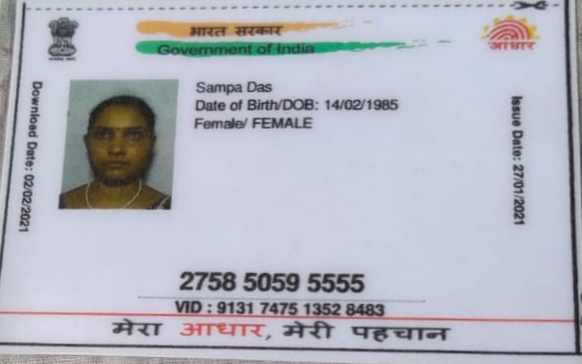 भारत सरकार
Government of India
आधार
Download Date: 02/02/2021
Sampa Das
Date of Birth/DOB: 14/02/1985
Female/ FEMALE
Issue Date: 27/01/2021
2758 5059 5555
VID : 9131 7475 1352 8483
मेरा आधार, मेरी पहचान